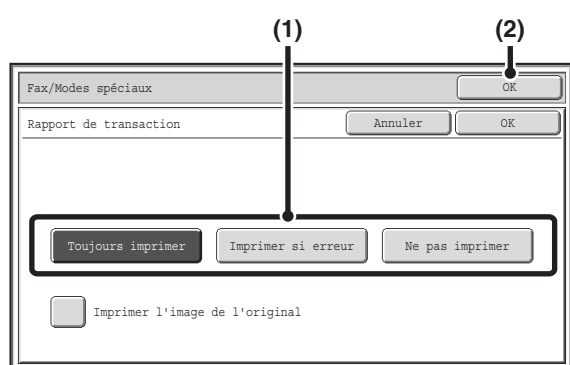 (1) (2)
Fax/Modes spéciaux OK
Rapport de transaction Annuler OK
Toujours imprimer Imprimer si erreur Ne pas imprimer
Imprimer l'image de l'original